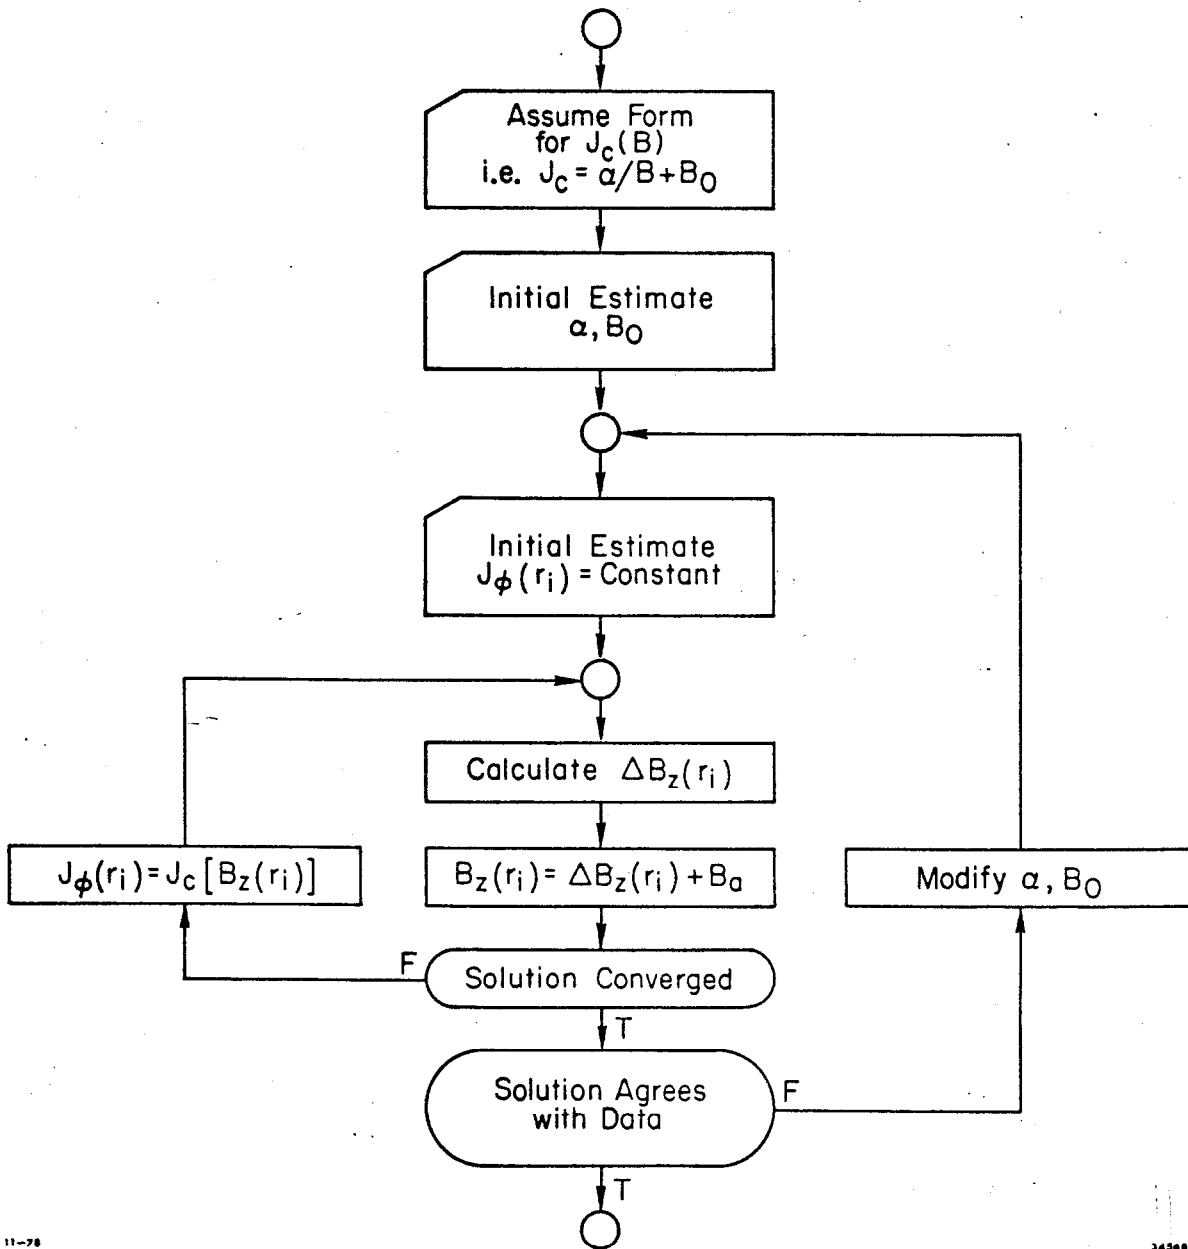 Assume Form
for J_c(B)
i.e. J_c = α/B+B_O
Initial Estimate
α, B_O
Initial Estimate
J_ϕ(r_i) = Constant
Calculate ΔB_z(r_i)
J_ϕ(r_i) = J_c [B_z(r_i)]
B_z(r_i) = ΔB_z(r_i) + B_a
Modify α, B_O
F
Solution Converged
T
Solution Agrees
with Data
F
T
11-78